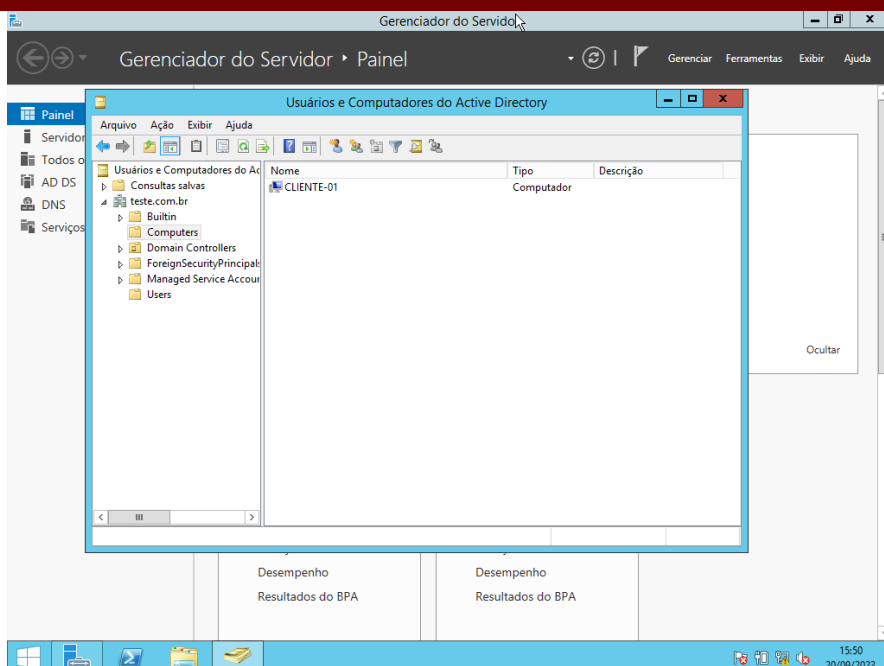 Gerenciador do Servido
Gerenciador do Servidor • Painel
Gerenciar Ferramentas Exibir Ajuda
Painel
Servidor
Todos o
AD DS
DNS
Serviços
Usuários e Computadores do Active Directory
Arquivo Ação Exibir Ajuda
Usuários e Computadores do Ac
Consultas salvas
teste.com.br
Builtin
Computers
Domain Controllers
ForeignSecurityPrincipals
Managed Service Accour
Users
Nome Tipo Descrição
CLIENTE-01 Computador
Ocultar
Desempenho
Resultados do BPA
Desempenho
Resultados do BPA
15:50
20/09/2023